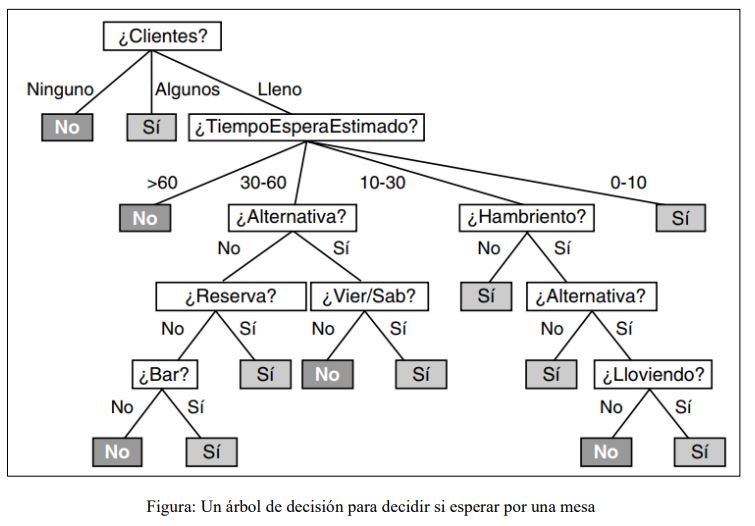 ¿Clientes?
Ninguno Algunos Lleno
No Sí ¿TiempoEsperaEstimado?
>60 30-60 10-30 0-10
No ¿Alternativa? ¿Hambriento? Sí
No Sí No Sí
¿Reserva? ¿Vier/Sab? Sí ¿Alternativa?
No Sí No Sí No Sí
¿Bar? Sí No Sí Sí ¿Lloviendo?
No Sí No Sí
No Sí No Sí
Figura: Un árbol de decisión para decidir si esperar por una mesa